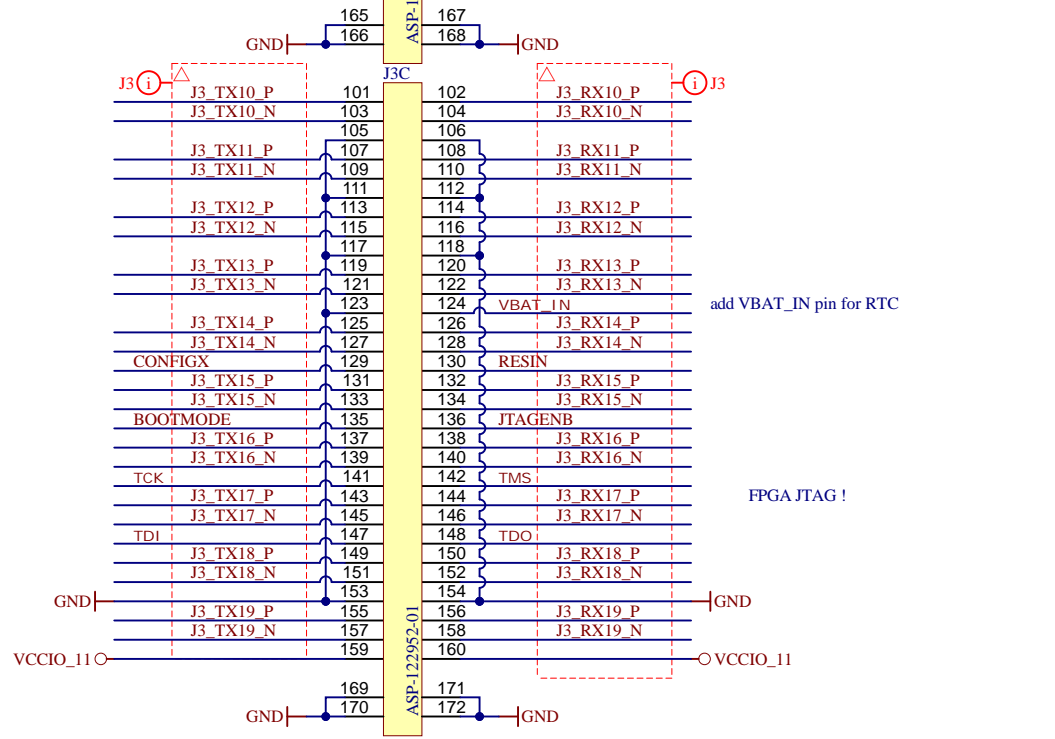 165 ASP-1 167
GND 166 168 GND
J3C
J3 i i J3
J3_TX10_P 101 102 J3_RX10_P
J3_TX10_N 103 104 J3_RX10_N
105 106
J3_TX11_P 107 108 J3_RX11_P
J3_TX11_N 109 110 J3_RX11_N
111 112
J3_TX12_P 113 114 J3_RX12_P
J3_TX12_N 115 116 J3_RX12_N
117 118
J3_TX13_P 119 120 J3_RX13_P
J3_TX13_N 121 122 J3_RX13_N
123 124 VBAT_IN add VBAT_IN pin for RTC
J3_TX14_P 125 126 J3_RX14_P
J3_TX14_N 127 128 J3_RX14_N
CONFIGX 129 130 RESIN
J3_TX15_P 131 132 J3_RX15_P
J3_TX15_N 133 134 J3_RX15_N
BOOTMODE 135 136 JTAGENB
J3_TX16_P 137 138 J3_RX16_P
J3_TX16_N 139 140 J3_RX16_N
TCK 141 142 TMS
J3_TX17_P 143 144 J3_RX17_P FPGA JTAG !
J3_TX17_N 145 146 J3_RX17_N
TDI 147 148 TDO
J3_TX18_P 149 150 J3_RX18_P
J3_TX18_N 151 152 J3_RX18_N
GND 153 154 GND
J3_TX19_P 155 156 J3_RX19_P
J3_TX19_N 157 158 J3_RX19_N
VCCIO_11 159 160 VCCIO_11
ASP-122952-01
169 171
GND 170 172 GND